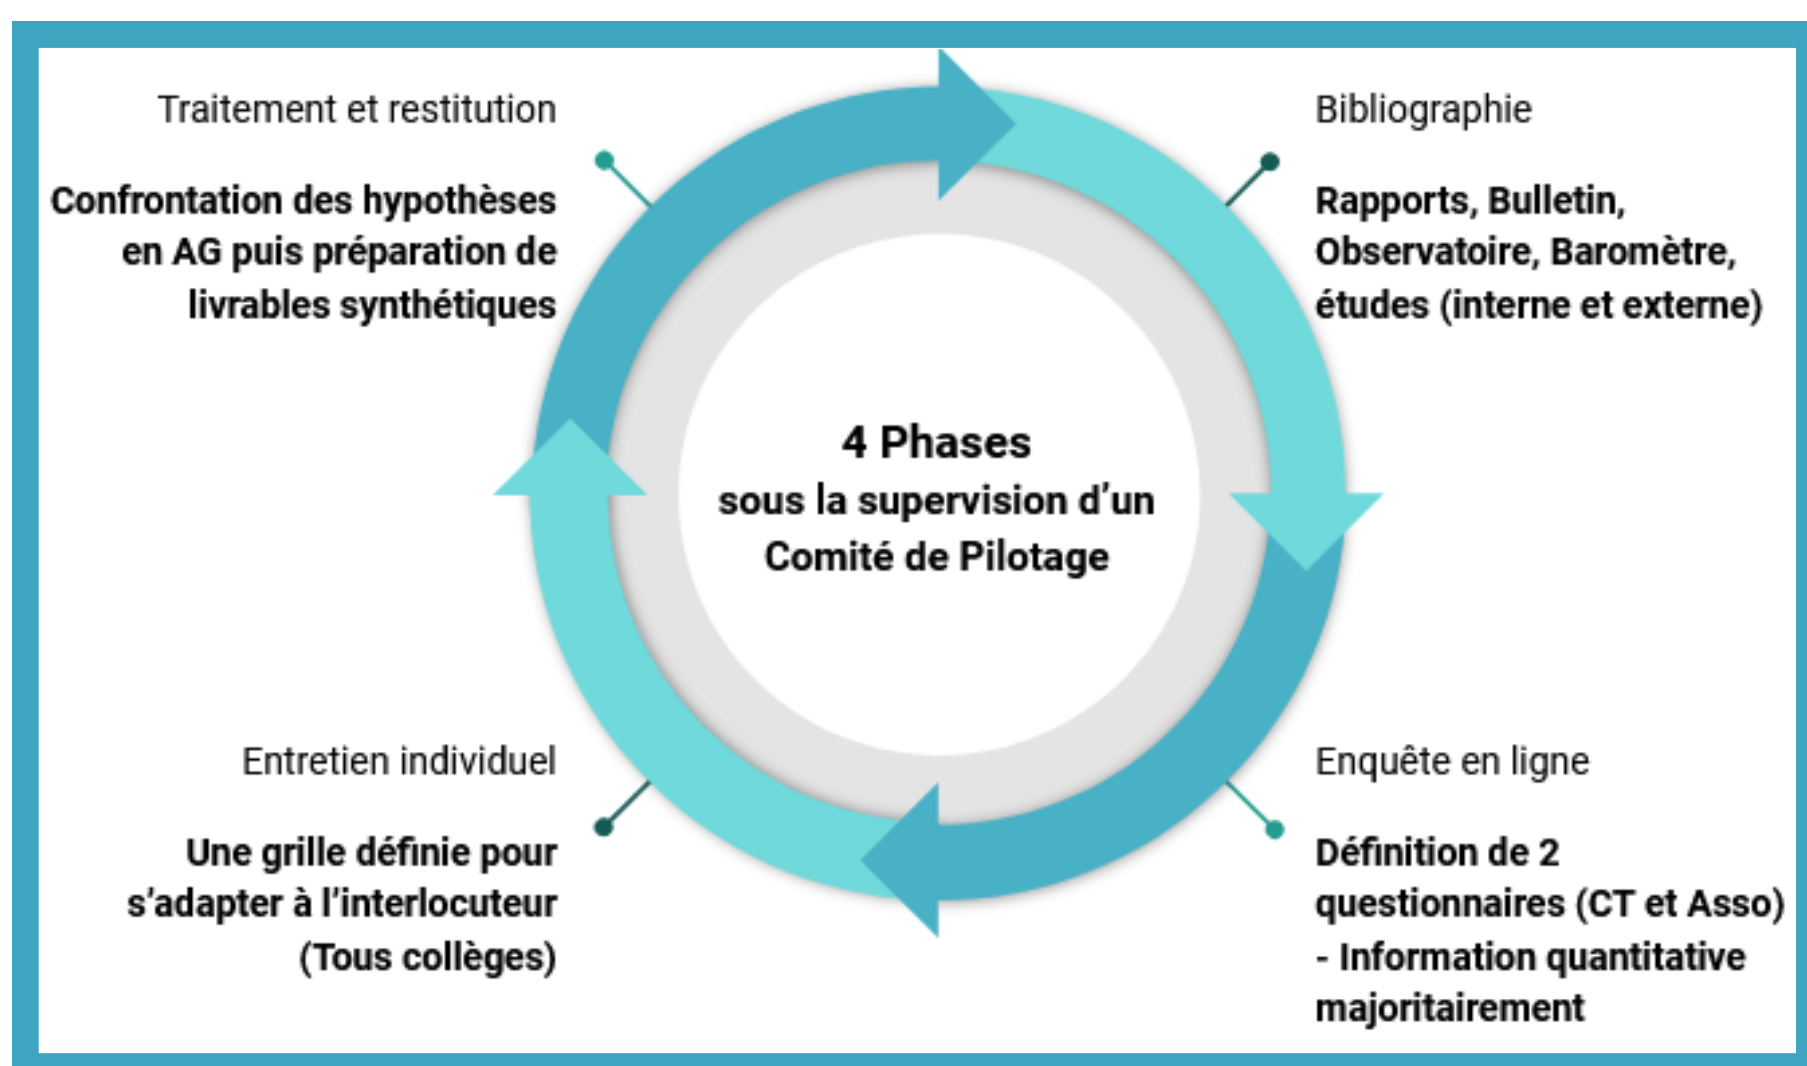 Traitement et restitution
Confrontation des hypothèses
en AG puis préparation de
livrables synthétiques
Bibliographie
Rapports, Bulletin,
Observatoire, Baromètre,
études (interne et externe)
4 Phases
sous la supervision d’un
Comité de Pilotage
Entretien individuel
Une grille définie pour
s’adapter à l’interlocuteur
(Tous collèges)
Enquête en ligne
Définition de 2
questionnaires (CT et Asso)
- Information quantitative
majoritairement